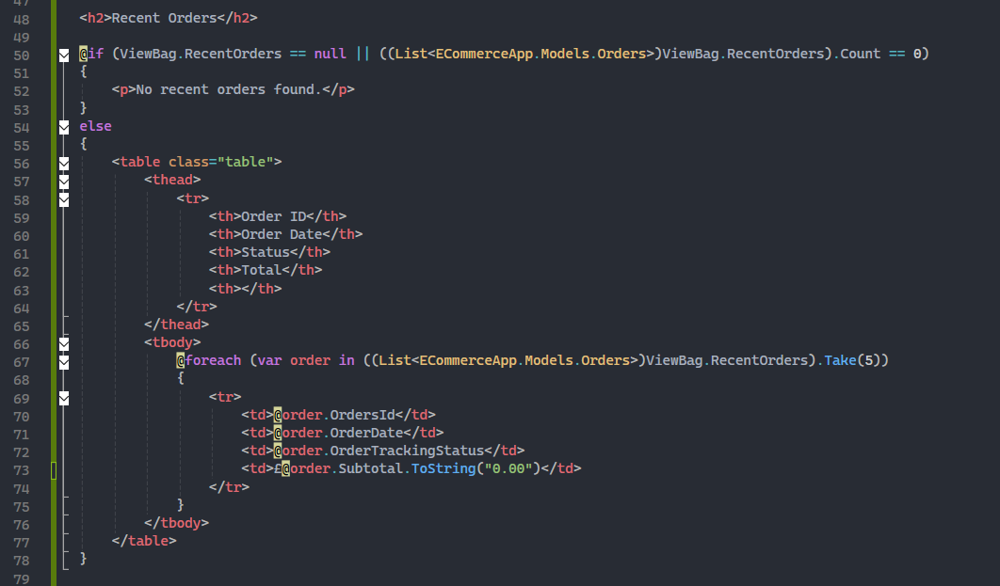 47
48 <h2>Recent Orders</h2>
49
50 @if (ViewBag.RecentOrders == null || ((List<ECommerceApp.Models.Orders>)ViewBag.RecentOrders).Count == 0)
51 {
52 <p>No recent orders found.</p>
53 }
54 else
55 {
56 <table class="table">
57 <thead>
58 <tr>
59 <th>Order ID</th>
60 <th>Order Date</th>
61 <th>Status</th>
62 <th>Total</th>
63 <th></th>
64 </tr>
65 </thead>
66 <tbody>
67 @foreach (var order in ((List<ECommerceApp.Models.Orders>)ViewBag.RecentOrders).Take(5))
68 {
69 <tr>
70 <td>@order.OrdersId</td>
71 <td>@order.OrderDate</td>
72 <td>@order.OrderTrackingStatus</td>
73 <td>£@order.Subtotal.ToString("0.00")</td>
74 </tr>
75 }
76 </tbody>
77 </table>
78 }
79